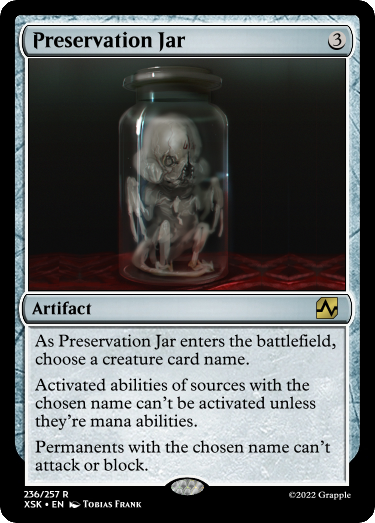 Preservation Jar 3
Artifact
As Preservation Jar enters the battlefield,
choose a creature card name.
Activated abilities of sources with the
chosen name can't be activated unless
they're mana abilities.
Permanents with the chosen name can't
attack or block.
236/257 R
XSK • EN Tobias Frank
©2022 Grapple